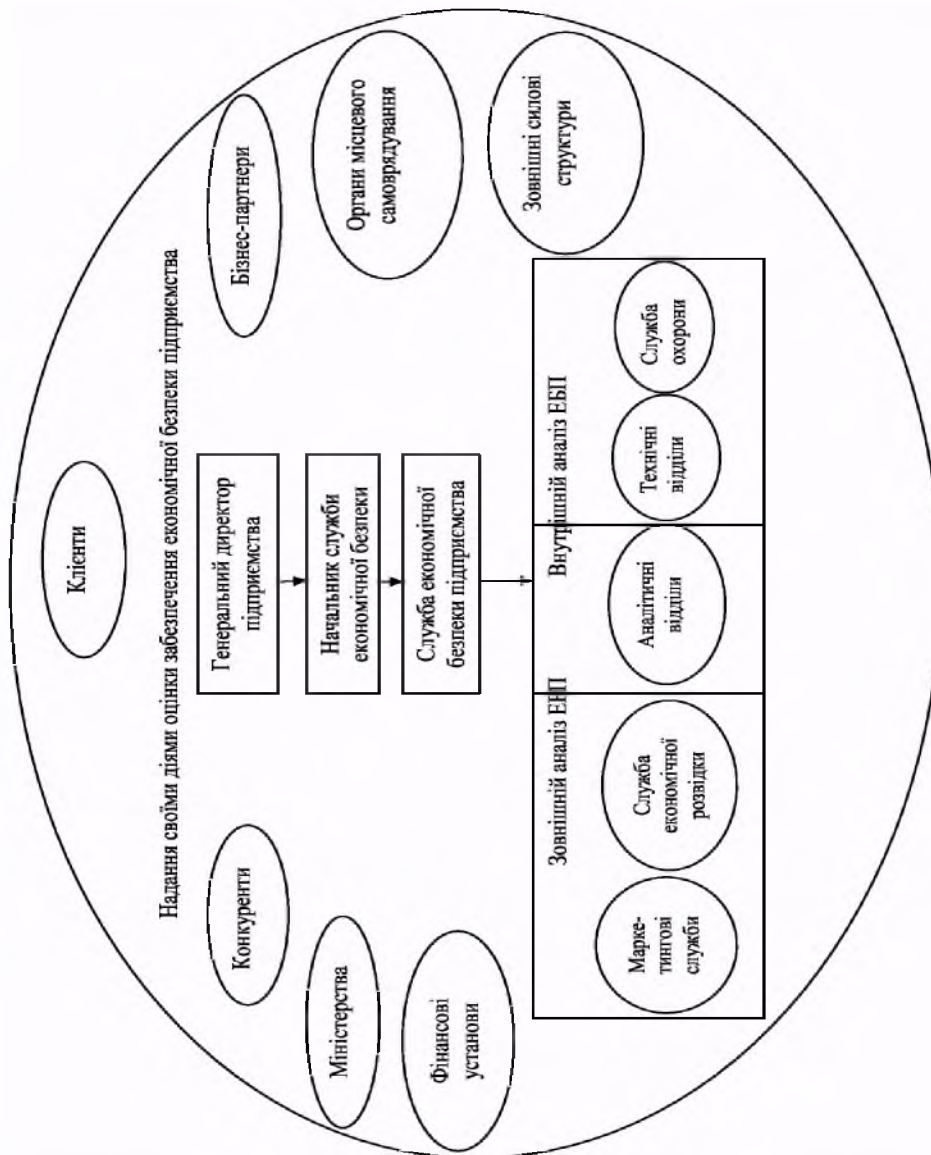 Клієнти
Надання своїми діями оцінки забезпечення економічної безпеки підприємства
Конкуренти
Генеральний директор
підприємства
Бізнес-партнери
Міністерства
Начальник служби
економічної безпеки
Органи місцевого
самоврядування
Фінансові
установи
Служба економічної
безпеки підприємства
Зовнішні силові
структури
Зовнішній аналіз ЕБП
Внутрішній аналіз ЕБП
Марке-
тингові
служби
Служба
економічної
розвідки
Аналітичні
відділи
Технічні
відділи
Служба
охорони